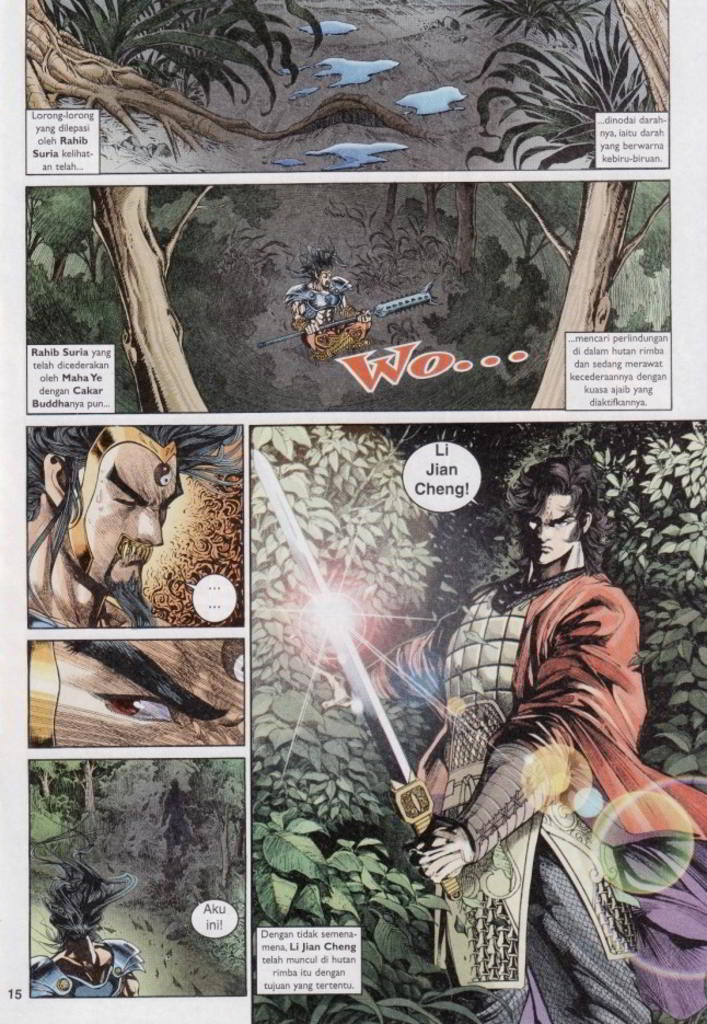 Lorong-lorong
yang dilepasi
oleh Rahib
Suria kelihat-
an telah...
...dinodai darah-
nya, iaitu darah
yang berwarna
kebiru-biruan.
Rahib Suria yang
telah dicederakan
oleh Maha Ye
dengan Cakar
Buddhanya pun...
WO...
...mencari perlindungan
di dalam hutan rimba
dan sedang merawat
kecederaannya dengan
kuasa ajaib yang
diaktifkannya.
...
...
Aku
ini!
Li
Jian
Cheng!
Dengan tidak semena-
mena, Li Jian Cheng
telah muncul di hutan
rimba itu dengan
tujuan yang tertentu.
15